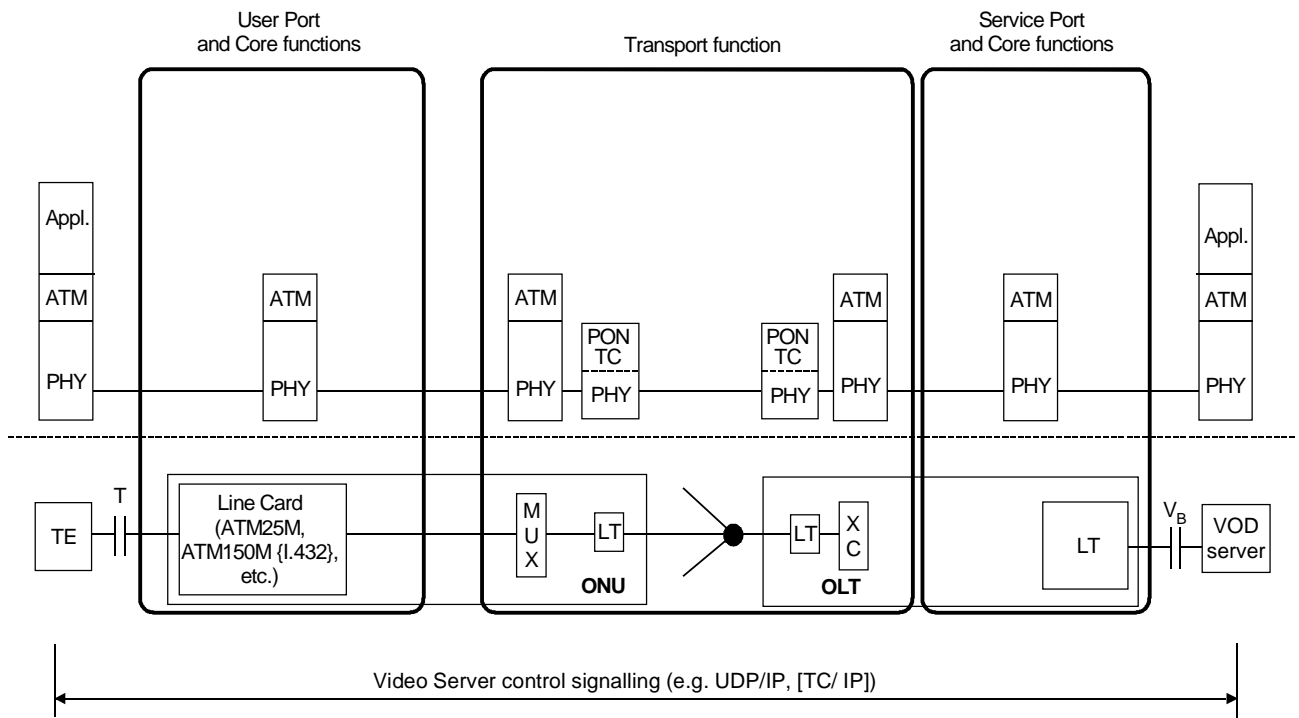 User Port
and Core functions
Transport function
Service Port
and Core functions
Appl.
ATM
PHY
ATM
PHY
ATM
PHY
PON
TC
PHY
PON
TC
PHY
ATM
PHY
ATM
PHY
Appl.
ATM
PHY
TE
T
Line Card
(ATM25M,
ATM150M {I.432},
etc.)
M
U
X
LT
ONU
LT
X
C
OLT
LT
VB
VOD
server
Video Server control signalling (e.g. UDP/IP, [TC/ IP])